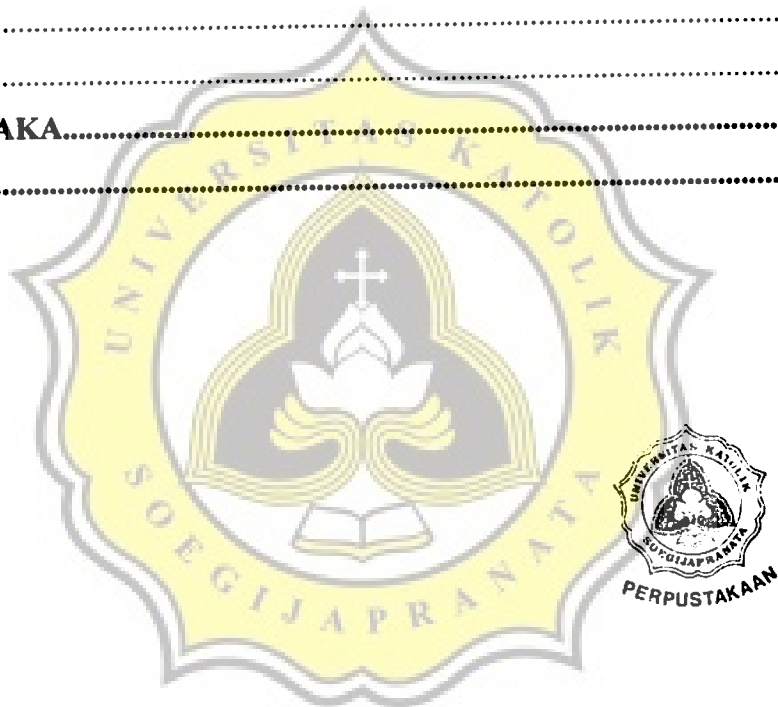 ........................................
........................................
AKA........................................
........................................
UNIVERSITAS KATOLIK
SOEGIJAPRANATA
UNIVERSITAS KATOLIK
SOEGIJAPRANATA
PERPUSTAKAAN